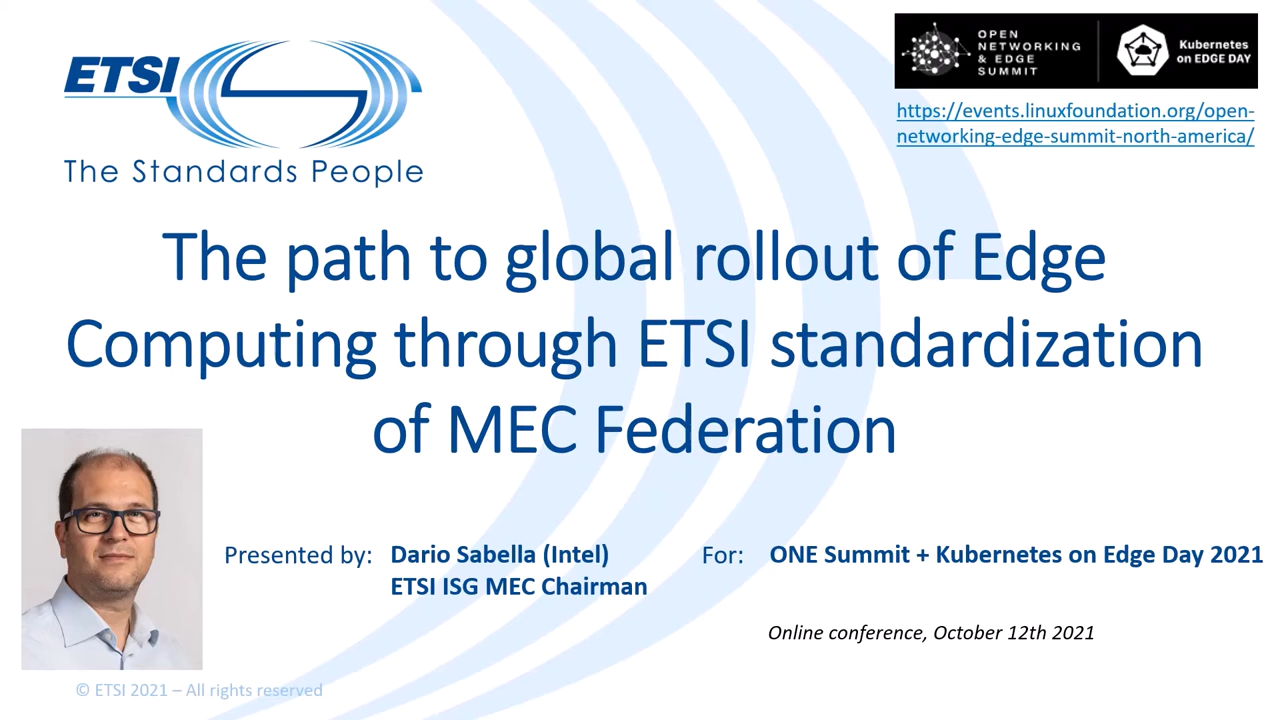 ETSI
The Standards People
OPEN
NETWORKING
& EDGE
SUMMIT
Kubernetes
on EDGE DAY
https://events.linuxfoundation.org/open-
networking-edge-summit-north-america/
The path to global rollout of Edge
Computing through ETSI standardization
of MEC Federation
Presented by: Dario Sabella (Intel)
ETSI ISG MEC Chairman
For: ONE Summit + Kubernetes on Edge Day 2021
Online conference, October 12th 2021
© ETSI 2021 – All rights reserved